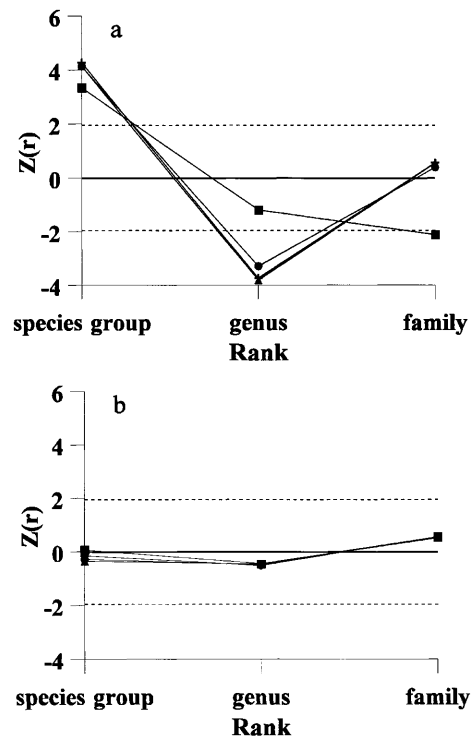 a
6
4
2
0
-2
-4
Z(r)
species group genus family
Rank
b
6
4
2
0
-2
-4
Z(r)
species group genus family
Rank